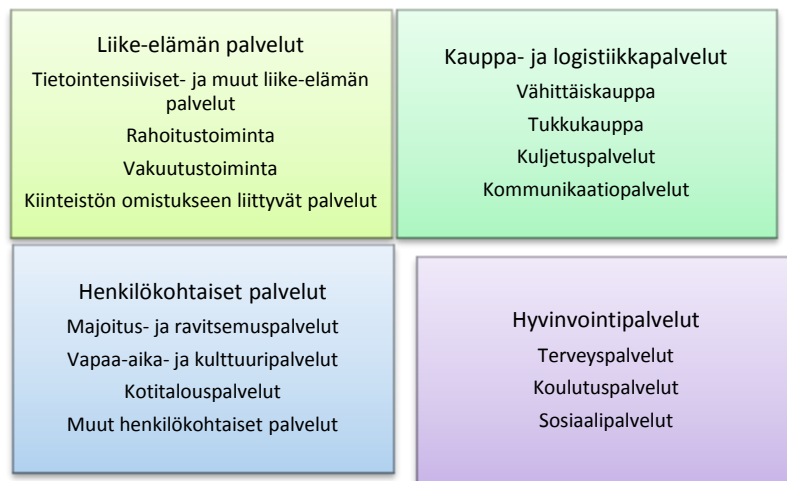 Liike-elämän palvelut
Tietointensiiviset- ja muut liike-elämän
palvelut
Rahoitustoiminta
Vakuutustoiminta
Kiinteistön omistukseen liittyvät palvelut
Kauppa- ja logistiikkapalvelut
Vähittäiskauppa
Tukkukauppa
Kuljetuspalvelut
Kommunikaatiopalvelut
Henkilökohtaiset palvelut
Majoitus- ja ravitsemuspalvelut
Vapaa-aika- ja kulttuuripalvelut
Kotitalouspalvelut
Muut henkilökohtaiset palvelut
Hyvinvointipalvelut
Terveyspalvelut
Koulutuspalvelut
Sosiaalipalvelut